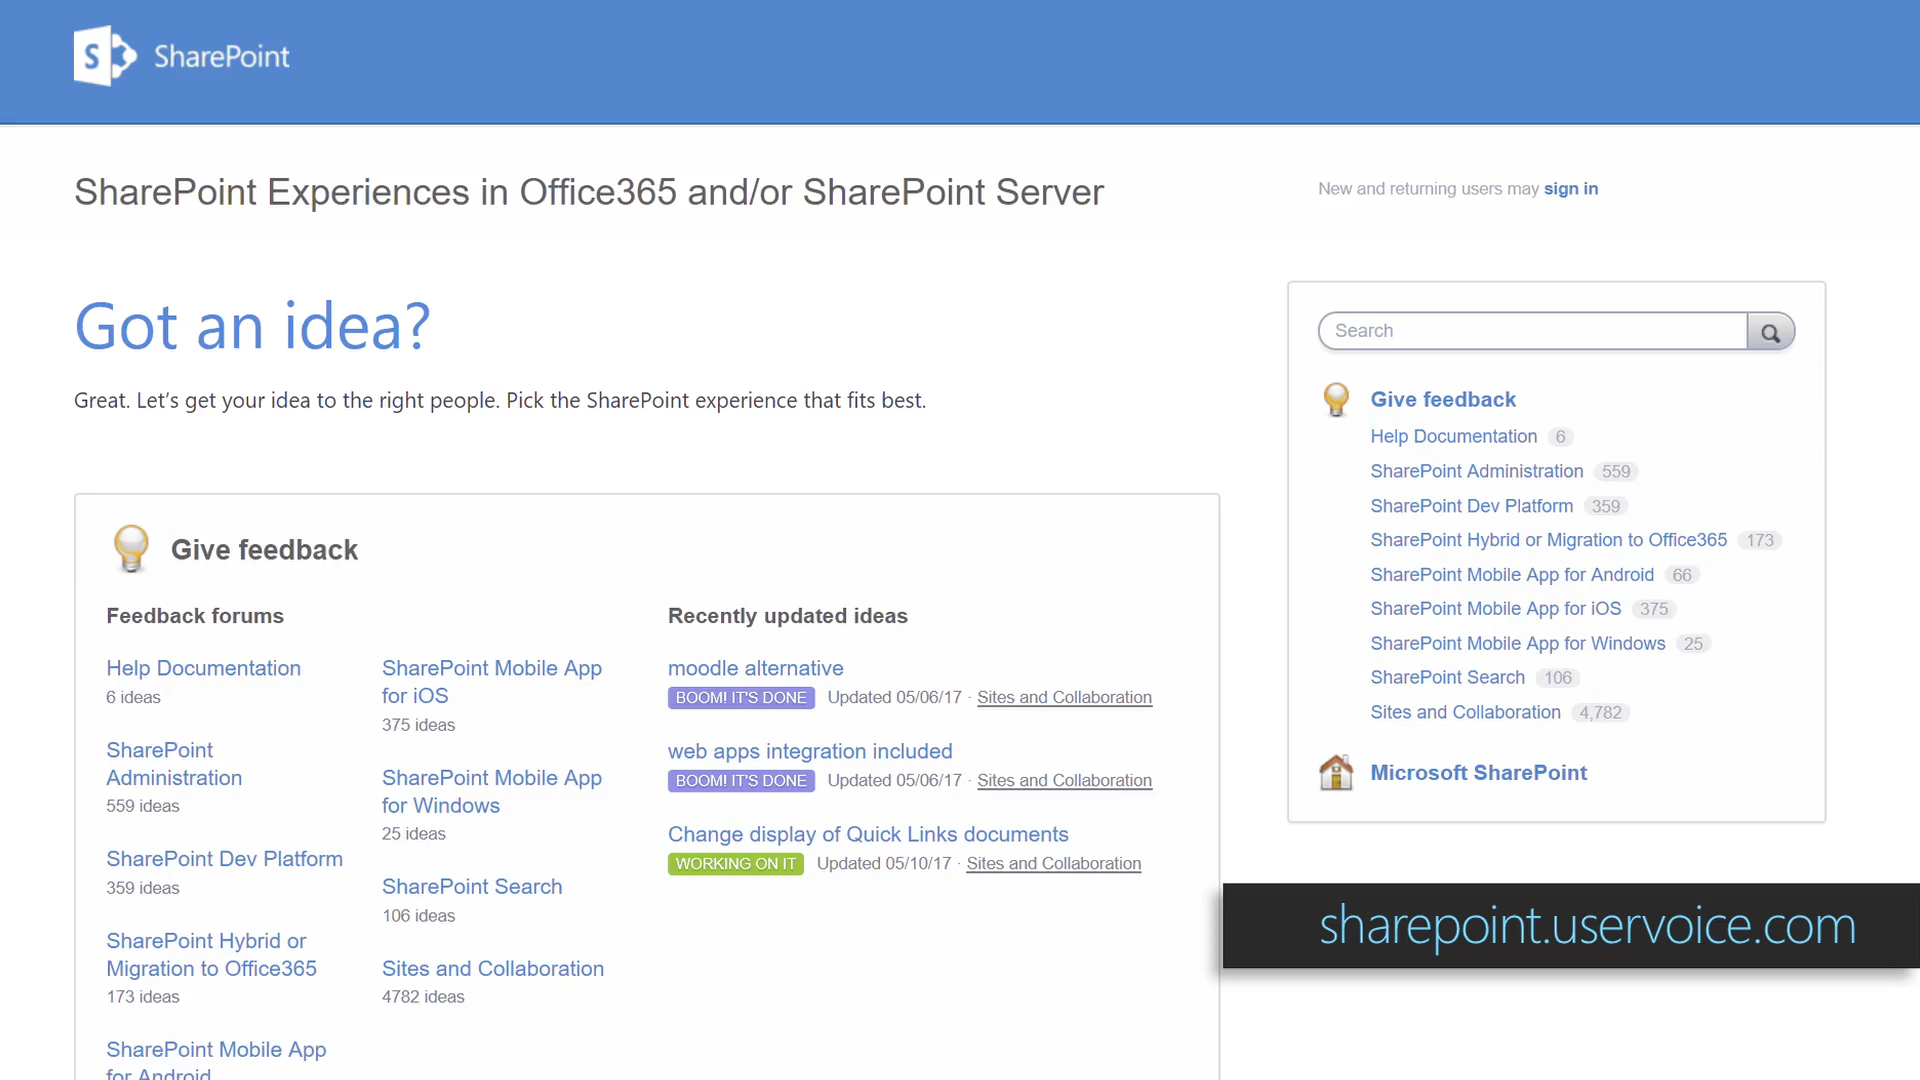 S
SharePoint
SharePoint Experiences in Office365 and/or SharePoint Server
New and returning users may sign in
Got an idea?
Great. Let’s get your idea to the right people. Pick the SharePoint experience that fits best.
Give feedback
Feedback forums
Help Documentation
6 ideas
SharePoint
Administration
559 ideas
SharePoint Dev Platform
359 ideas
SharePoint Hybrid or
Migration to Office365
173 ideas
SharePoint Mobile App
for Android
SharePoint Mobile App
for iOS
375 ideas
SharePoint Mobile App
for Windows
25 ideas
SharePoint Search
106 ideas
Sites and Collaboration
4782 ideas
Recently updated ideas
moodle alternative
BOOM! IT'S DONE Updated 05/06/17 · Sites and Collaboration
web apps integration included
BOOM! IT'S DONE Updated 05/06/17 · Sites and Collaboration
Change display of Quick Links documents
WORKING ON IT Updated 05/10/17 · Sites and Collaboration
Search
Give feedback
Help Documentation 6
SharePoint Administration 559
SharePoint Dev Platform 359
SharePoint Hybrid or Migration to Office365 173
SharePoint Mobile App for Android 66
SharePoint Mobile App for iOS 375
SharePoint Mobile App for Windows 25
SharePoint Search 106
Sites and Collaboration 4,782
Microsoft SharePoint
sharepoint.uservoice.com